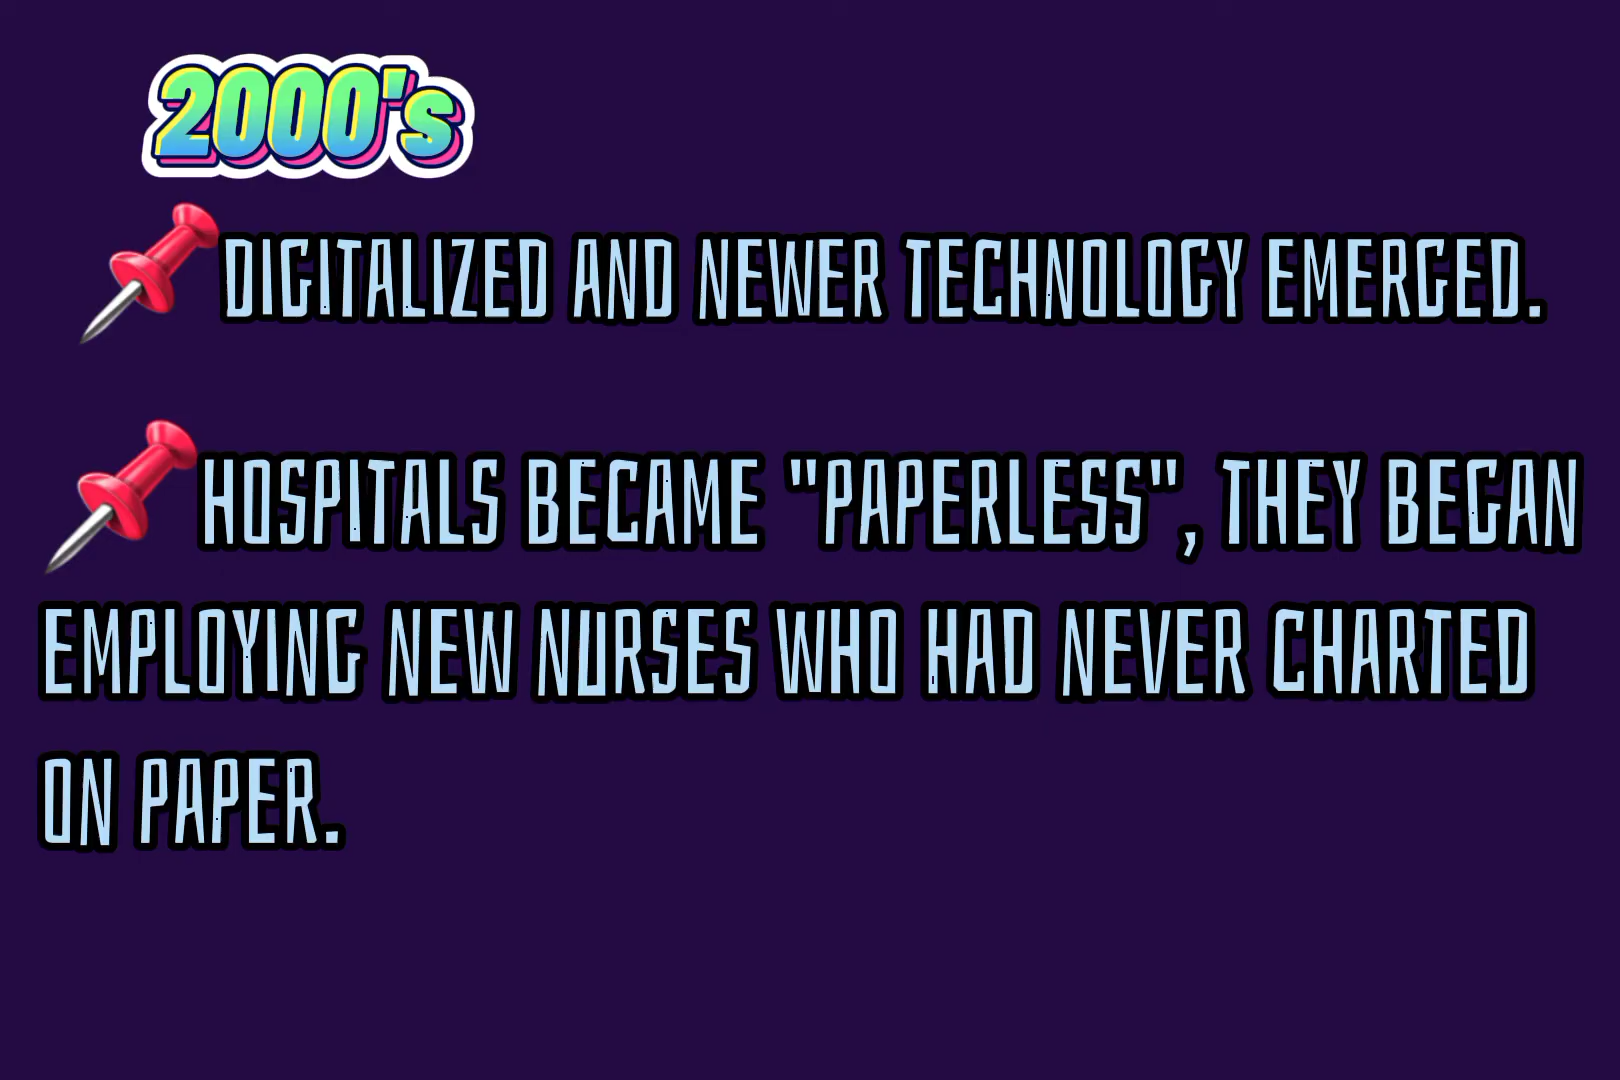 2000's
DIGITALIZED AND NEWER TECHNOLOGY EMERGED.
HOSPITALS BECAME "PAPERLESS", THEY BEGAN
EMPLOYING NEW NURSES WHO HAD NEVER CHARTED
ON PAPER.